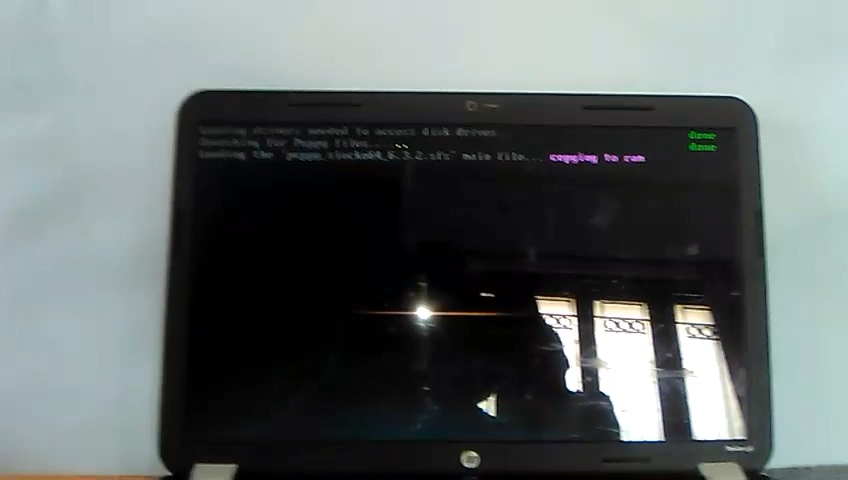 Loading drivers needed to access disk drives done
Searching for Puppy files..... done
Loading the "puppy_slacko64_6.3.2.sfs" main file... copying to ram
hp